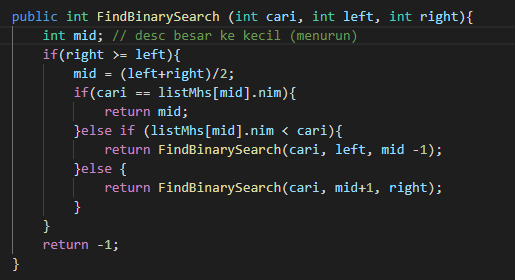 public int FindBinarySearch (int cari, int left, int right){
int mid; // desc besar ke kecil (menurun)
if(right >= left){
mid = (left+right)/2;
if(cari == listMhs[mid].nim){
return mid;
}else if (listMhs[mid].nim < cari){
return FindBinarySearch(cari, left, mid -1);
}else {
return FindBinarySearch(cari, mid+1, right);
}
}
return -1;
}